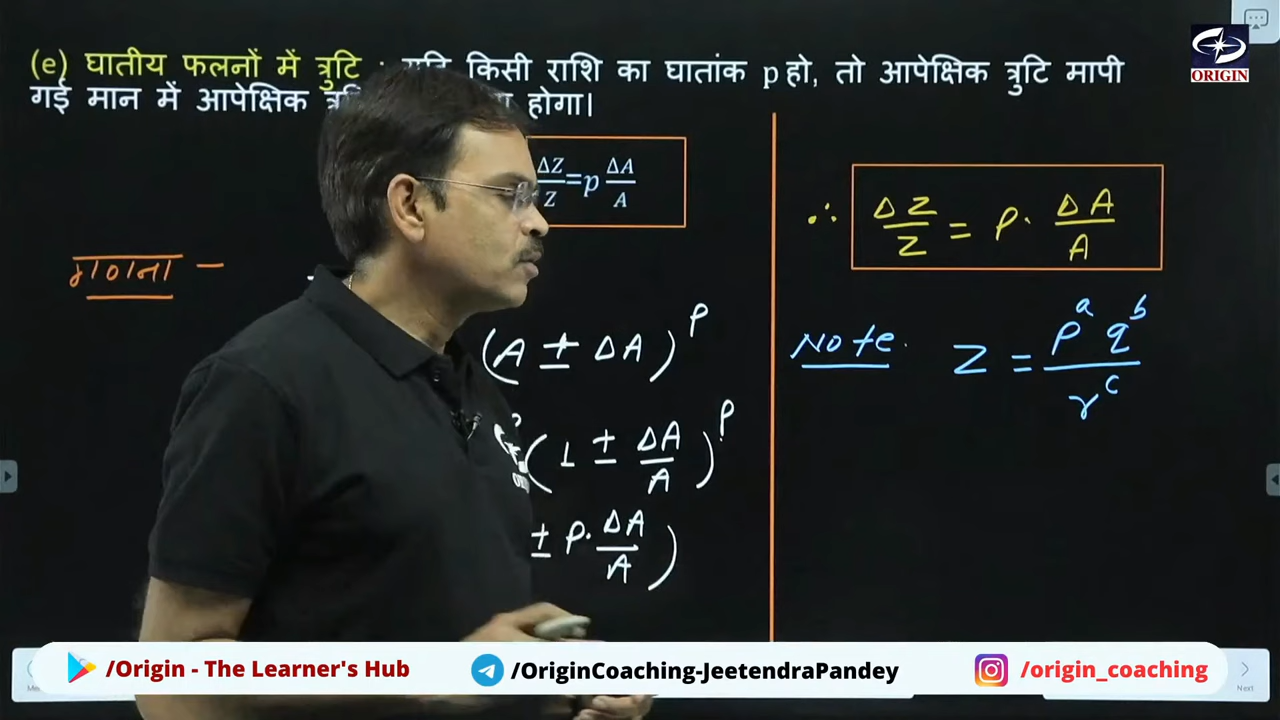 (e) घातीय फलनों में त्रुटि : किसी राशि का घातांक p हो, तो आपेक्षिक त्रुटि मापी
गई मान में आपेक्षिक होगा।
ΔZ/Z = p ΔA/A
गणना –
(A ± ΔA)^p
(1 ± ΔA/A)^p
± p. ΔA/A)
∴ ΔZ/Z = p. ΔA/A
Note. Z = p^a q^b / r^c
ORIGIN
/Origin - The Learner's Hub
/OriginCoaching-JeetendraPandey
/origin_coaching
Next